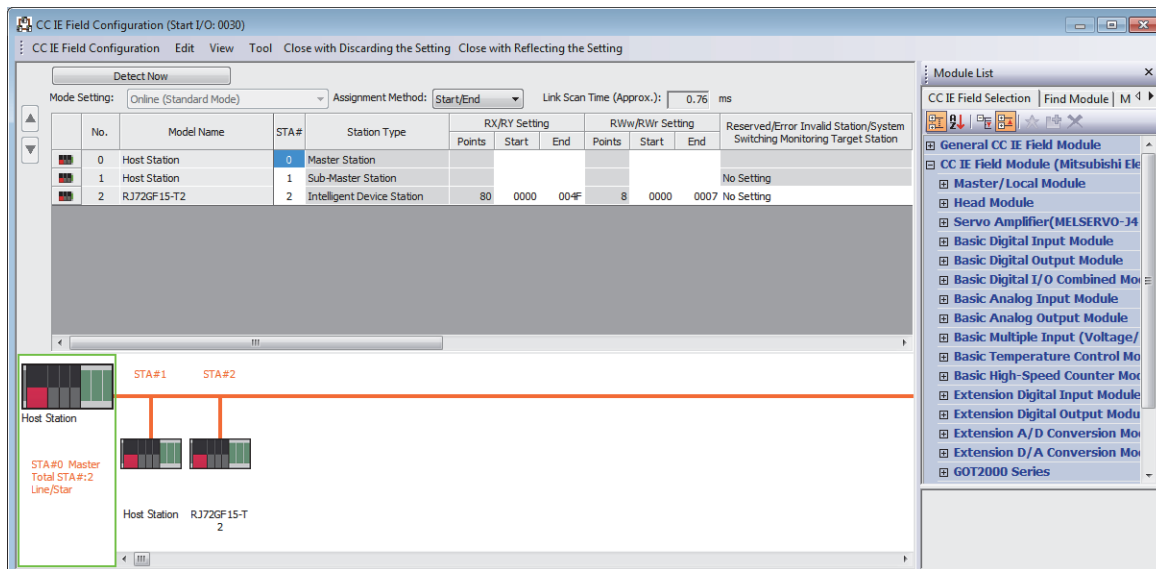 CC IE Field Configuration (Start I/O: 0030)
CC IE Field Configuration Edit View Tool Close with Discarding the Setting Close with Reflecting the Setting
Detect Now
Mode Setting: Online (Standard Mode) Assignment Method: Start/End Link Scan Time (Approx.): 0.76 ms
No. Model Name STA# Station Type RX/RY Setting RWw/RWr Setting Reserved/Error Invalid Station/System
Switching Monitoring Target Station
Points Start End Points Start End
0 Host Station 0 Master Station
1 Host Station 1 Sub-Master Station No Setting
2 RJ72GF15-T2 2 Intelligent Device Station 80 0000 004F 8 0000 0007 No Setting
STA#1 STA#2
Host Station
STA#0 Master
Total STA#:2
Line/Star
Host Station RJ72GF15-T
2
Module List
CC IE Field Selection Find Module M
General CC IE Field Module
CC IE Field Module (Mitsubishi Ele
Master/Local Module
Head Module
Servo Amplifier(MELSERVO-J4
Basic Digital Input Module
Basic Digital Output Module
Basic Digital I/O Combined Mo
Basic Analog Input Module
Basic Analog Output Module
Basic Multiple Input (Voltage/
Basic Temperature Control Mo
Basic High-Speed Counter Mod
Extension Digital Input Module
Extension Digital Output Modu
Extension A/D Conversion Mo
Extension D/A Conversion Mo
GOT2000 Series